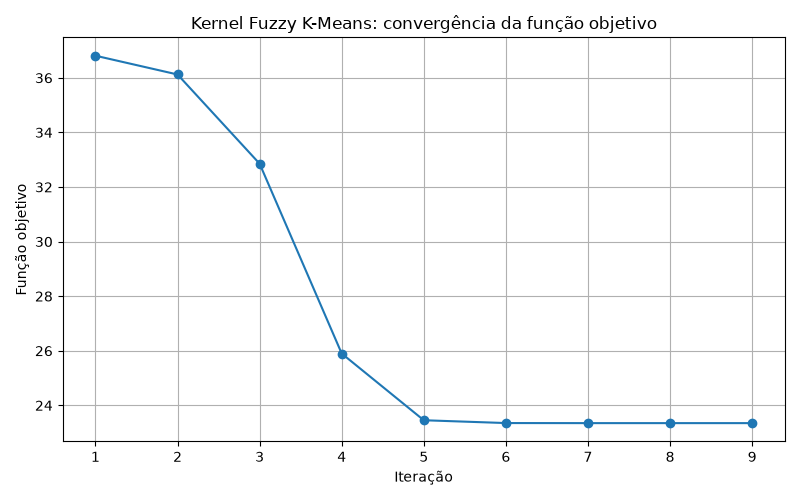 Kernel Fuzzy K-Means: convergência da função objetivo
Função objetivo
36
34
32
30
28
26
24
1 2 3 4 5 6 7 8 9
Iteração